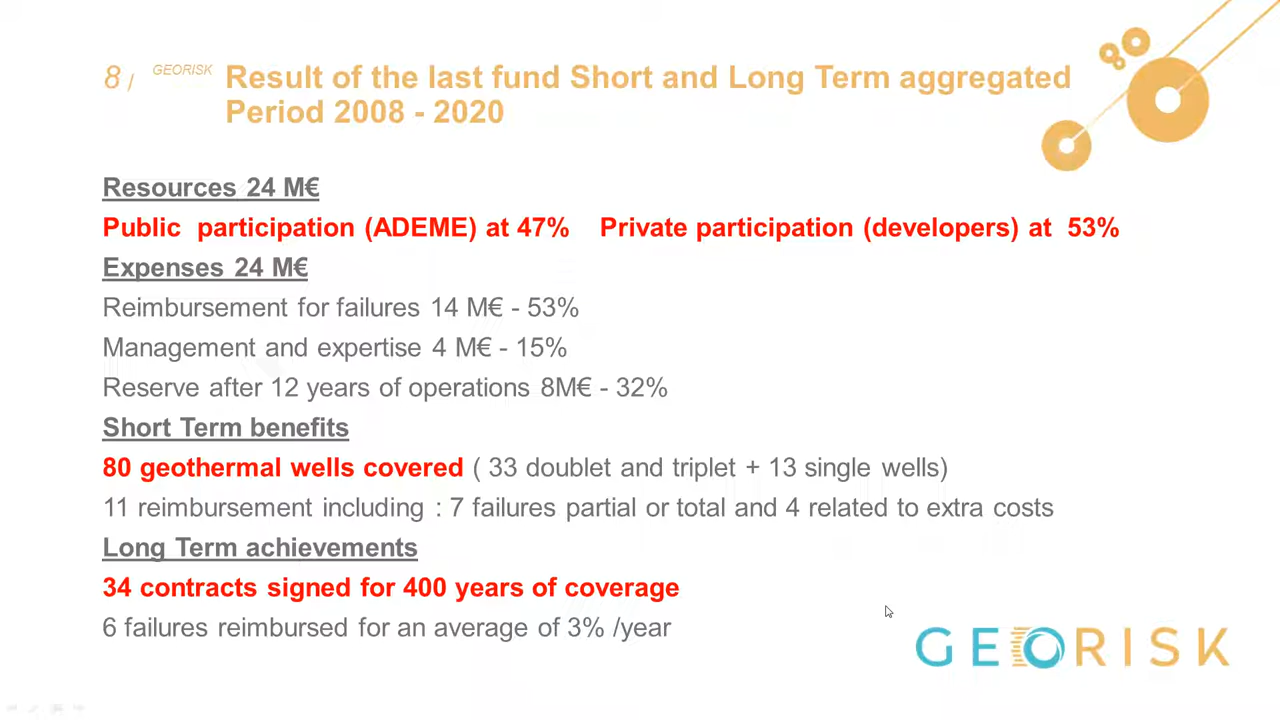 8 / GEORISK Result of the last fund Short and Long Term aggregated
Period 2008 - 2020
Resources 24 M€
Public participation (ADEME) at 47% Private participation (developers) at 53%
Expenses 24 M€
Reimbursement for failures 14 M€ - 53%
Management and expertise 4 M€ - 15%
Reserve after 12 years of operations 8M€ - 32%
Short Term benefits
80 geothermal wells covered ( 33 doublet and triplet + 13 single wells)
11 reimbursement including : 7 failures partial or total and 4 related to extra costs
Long Term achievements
34 contracts signed for 400 years of coverage
6 failures reimbursed for an average of 3% /year
GEORISK